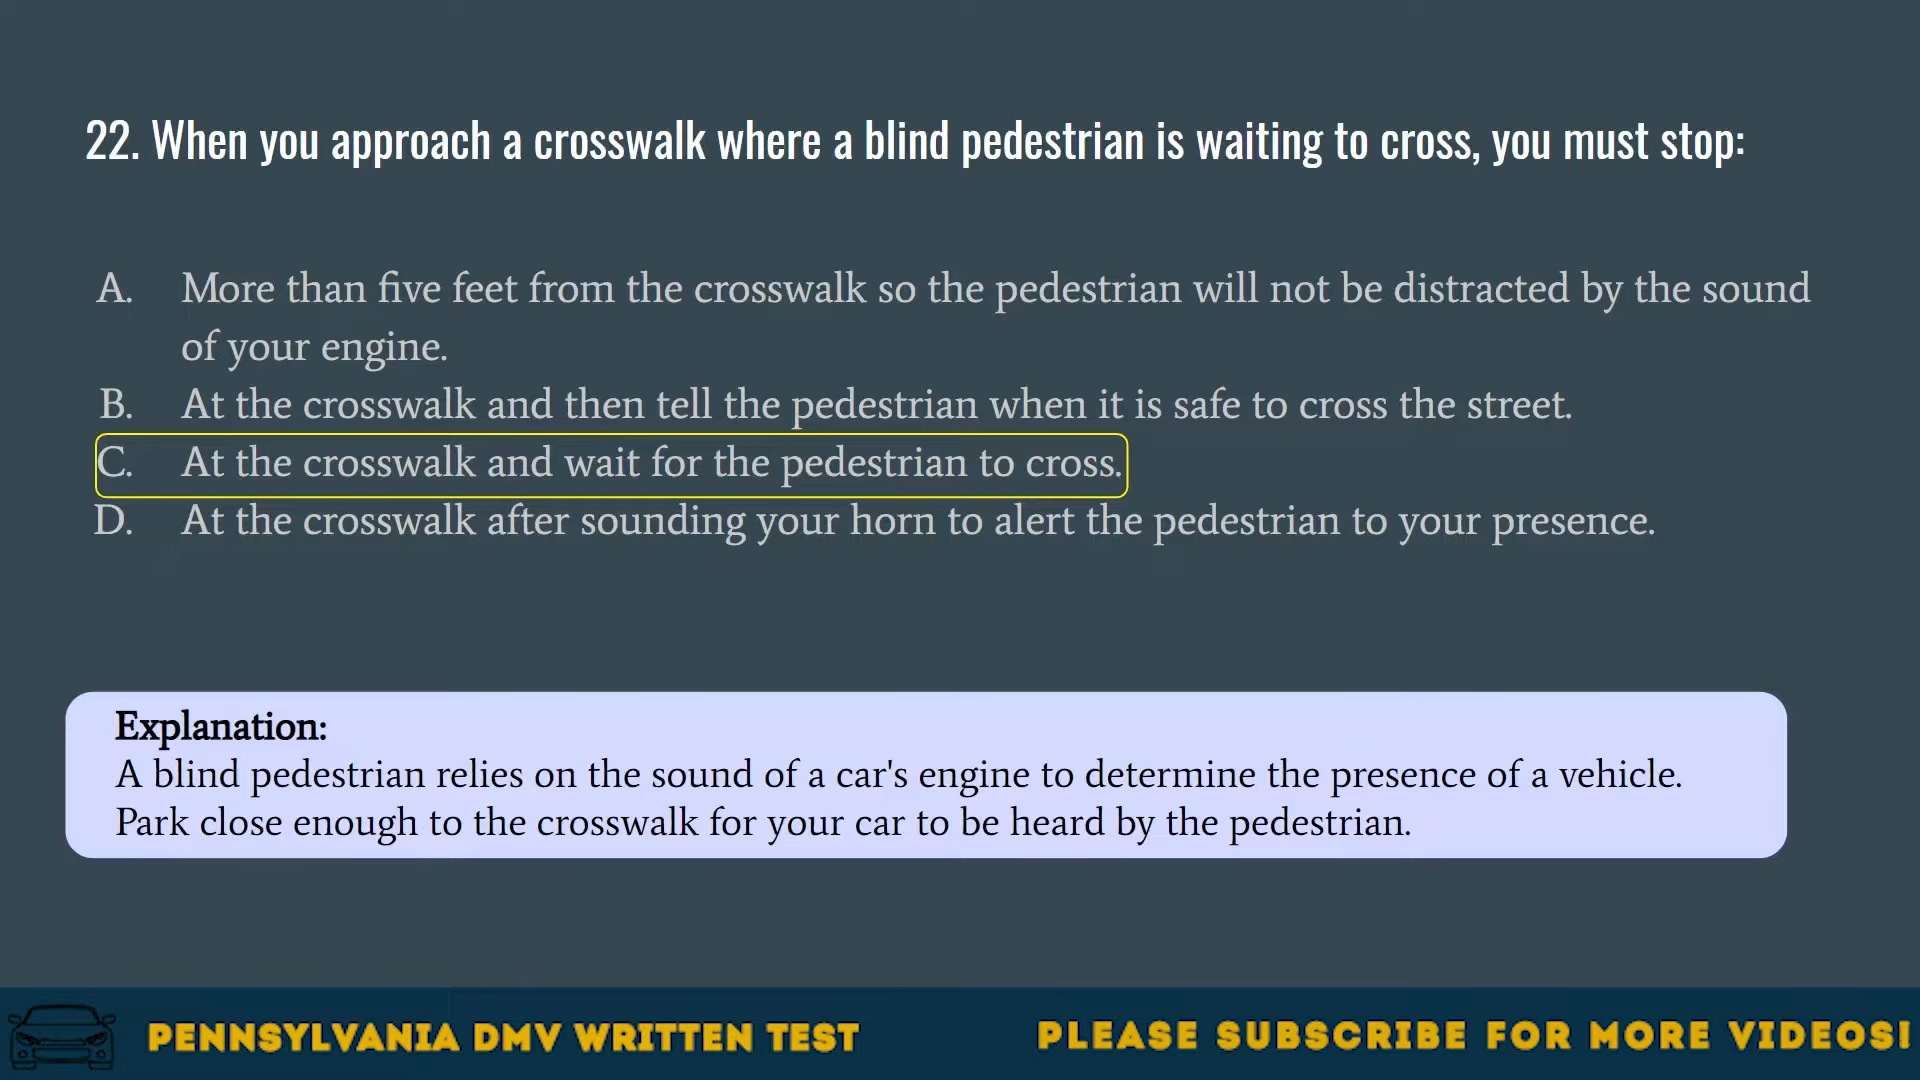 22. When you approach a crosswalk where a blind pedestrian is waiting to cross, you must stop:
A. More than five feet from the crosswalk so the pedestrian will not be distracted by the sound
of your engine.
B. At the crosswalk and then tell the pedestrian when it is safe to cross the street.
C. At the crosswalk and wait for the pedestrian to cross.
D. At the crosswalk after sounding your horn to alert the pedestrian to your presence.
Explanation:
A blind pedestrian relies on the sound of a car's engine to determine the presence of a vehicle.
Park close enough to the crosswalk for your car to be heard by the pedestrian.
PENNSYLVANIA DMV WRITTEN TEST
PLEASE SUBSCRIBE FOR MORE VIDEOS!